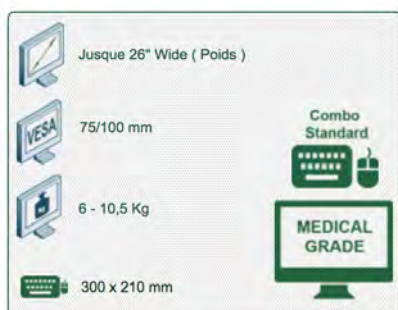 Jusque 26" Wide ( Poids )
VESA
75/100 mm
6 - 10,5 Kg
300 x 210 mm
Combo
Standard
MEDICAL
GRADE